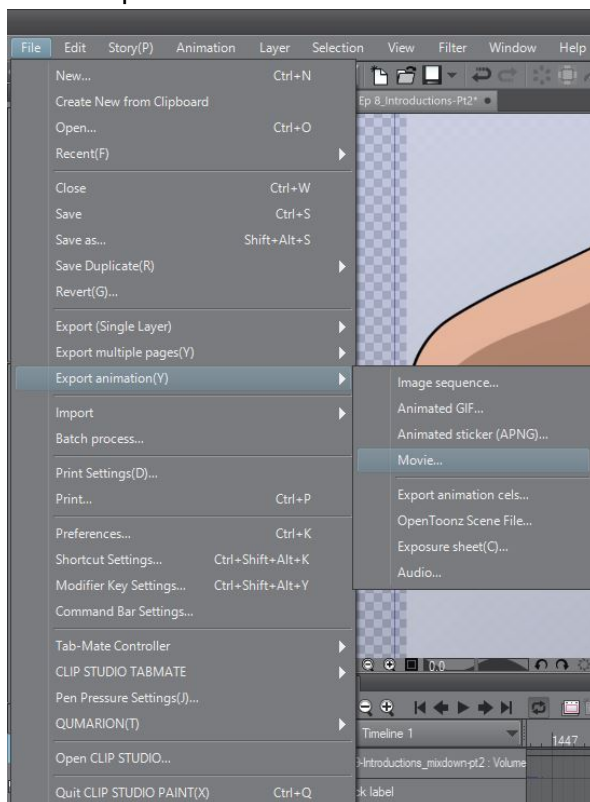 File Edit Story(P) Animation Layer Selection View Filter Window Help
New... Ctrl+N
Create New from Clipboard
Ep 8_Introductions-Pt2*
Open... Ctrl+O
Recent(F)
Close Ctrl+W
Save Ctrl+S
Save as... Shift+Alt+S
Save Duplicate(R)
Revert(G)...
Export (Single Layer)
Export multiple pages(Y)
Export animation(Y)
Image sequence...
Animated GIF...
Animated sticker (APNG)...
Movie...
Export animation cels...
OpenToonz Scene File...
Exposure sheet(C)...
Audio...
Import
Batch process...
Print Settings(D)...
Print... Ctrl+P
Preferences... Ctrl+K
Shortcut Settings... Ctrl+Shift+Alt+K
Modifier Key Settings... Ctrl+Shift+Alt+Y
Command Bar Settings...
Tab-Mate Controller
CLIP STUDIO TABMATE
Pen Pressure Settings(J)...
QUMARION(T)
Open CLIP STUDIO...
Quit CLIP STUDIO PAINT(X) Ctrl+Q
0.0
Timeline 1 1447
-Introductions_mixdown-pt2 : Volume
label